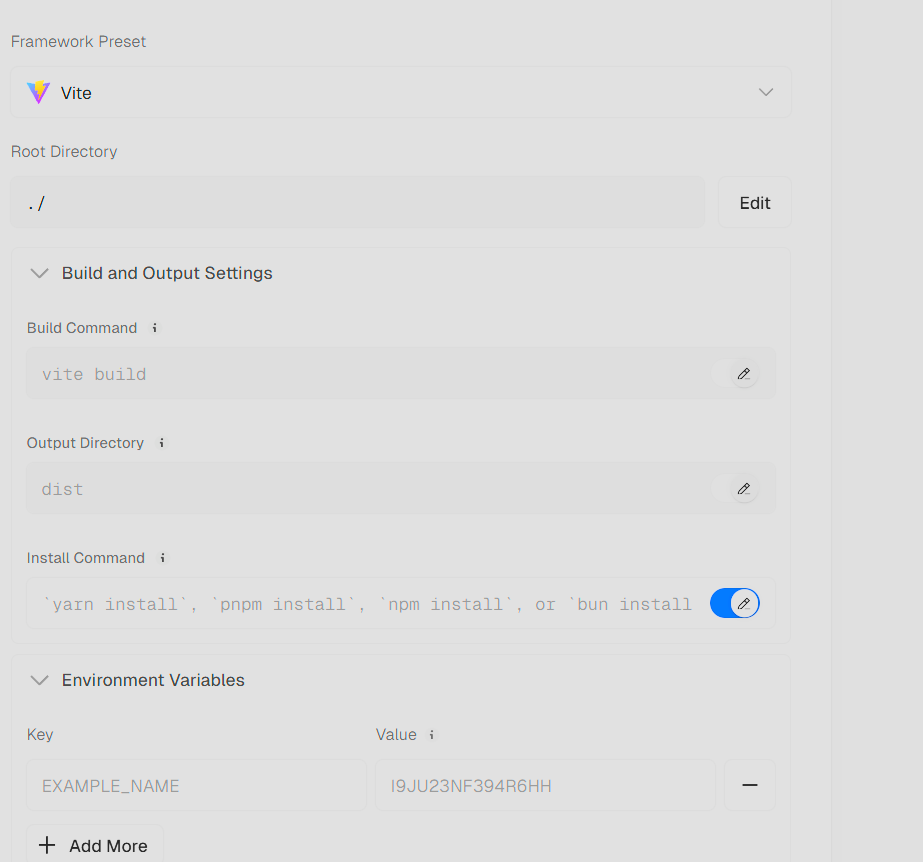 Framework Preset
Vite
Root Directory
./
Edit
Build and Output Settings
Build Command
vite build
Output Directory
dist
Install Command
`yarn install`, `pnpm install`, `npm install`, or `bun install
Environment Variables
Key Value
EXAMPLE_NAME I9JU23NF394R6HH
Add More